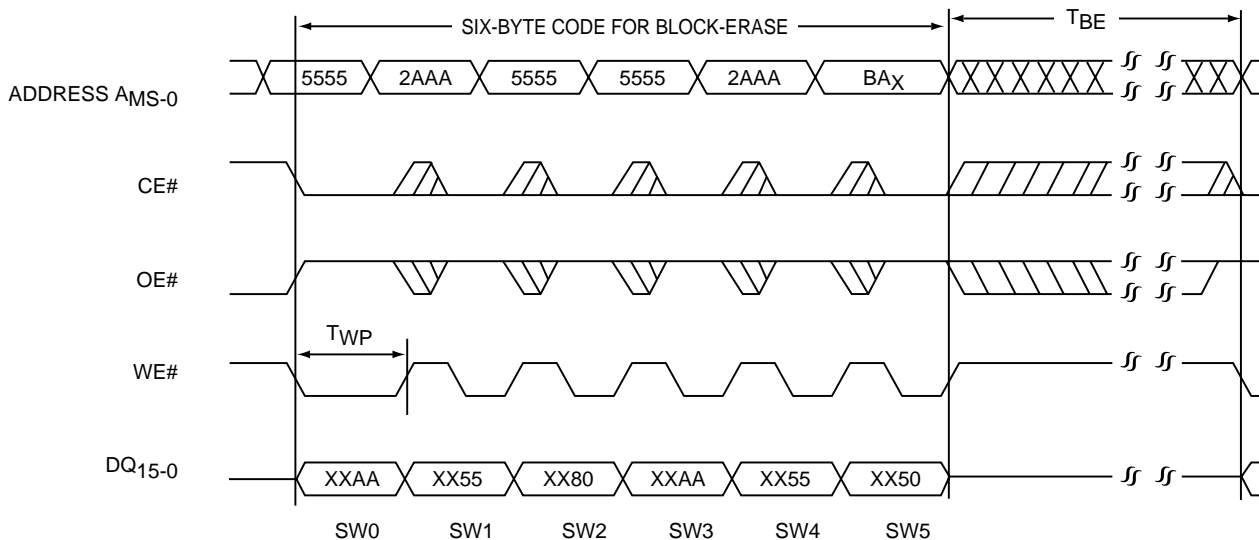 SIX-BYTE CODE FOR BLOCK-ERASE TBE
ADDRESS AMS-0 5555 2AAA 5555 5555 2AAA BAX
CE#
OE#
TWP
WE#
DQ15-0 XXAA XX55 XX80 XXAA XX55 XX50
SW0 SW1 SW2 SW3 SW4 SW5